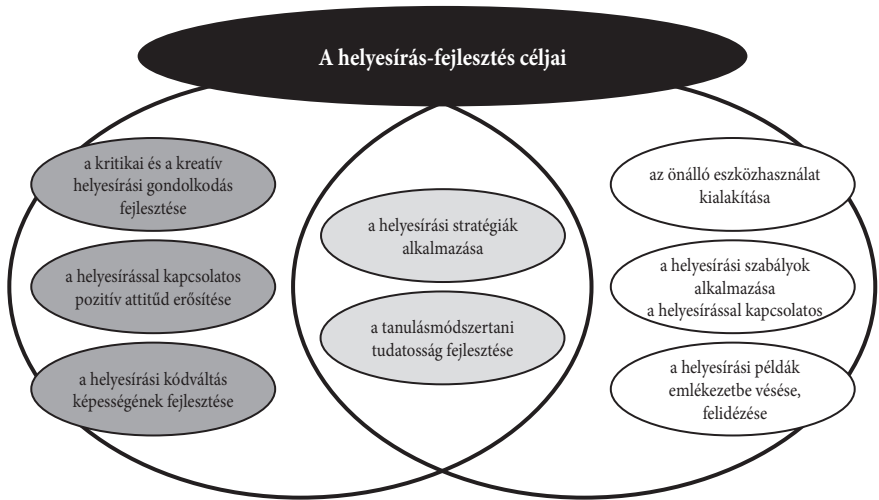 A helyesírás-fejlesztés céljai
a kritikai és a kreatív
helyesírási gondolkodás
fejlesztése
a helyesírással kapcsolatos
pozitív attitűd erősítése
a helyesírási kódváltás
képességének fejlesztése
a helyesírási stratégiák
alkalmazása
a tanulásmódszertani
tudatosság fejlesztése
az önálló eszközhasználat
kialakítása
a helyesírási szabályok
alkalmazása
a helyesírással kapcsolatos
a helyesírási példák
emlékezetbe vésése,
felidézése